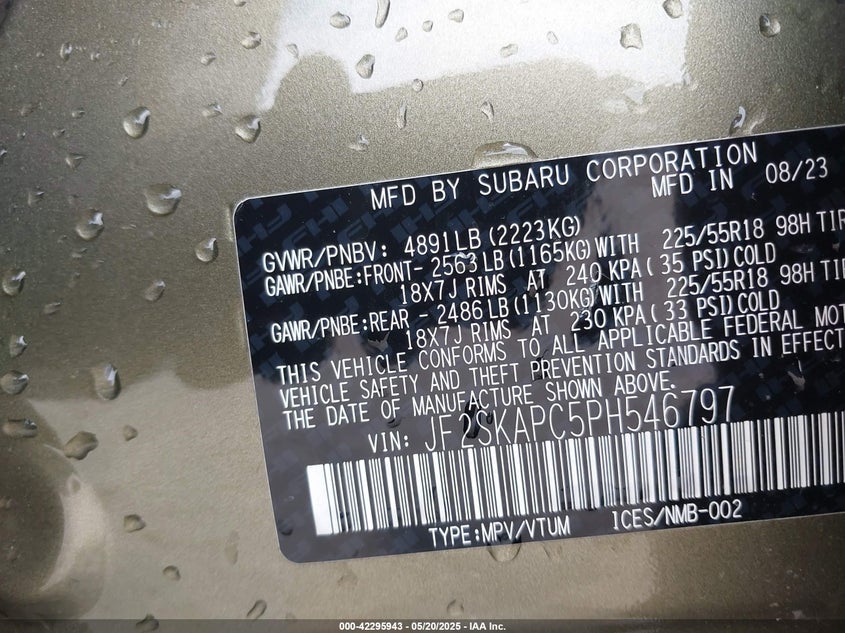 MFD BY SUBARU CORPORATION
MFD IN 08/23
GVWR/PNBV: 4891LB(2223KG)
GAWR/PNBE:FRONT- 2563LB(1165KG)WITH 225/55R18 98H TIR
18X7J RIMS AT 240 KPA( 35 PSI)COLD
GAWR/PNBE:REAR - 2486LB(1130KG)WITH 225/55R18 98H TIR
18X7J RIMS AT 230 KPA( 33 PSI)COLD
THIS VEHICLE CONFORMS TO ALL APPLICABLE FEDERAL MOT
VEHICLE SAFETY AND THEFT PREVENTION STANDARDS IN EFFECT
THE DATE OF MANUFACTURE SHOWN ABOVE.
VIN: JF2SKAPC5PH546797
TYPE:MPV/VTUM ICES/NMB-002
000-42295943 — 05/20/2025 — IAA Inc.